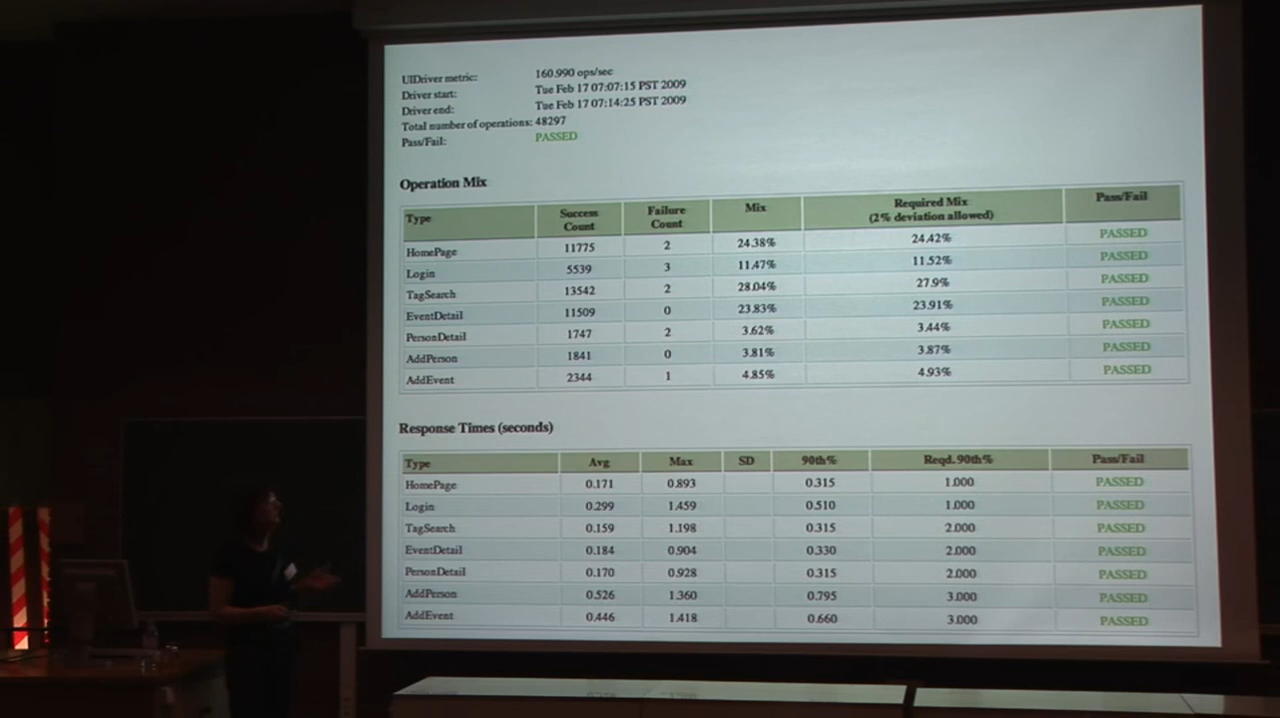 UIDriver metric: 160.990 ops/sec
Driver start: Tue Feb 17 07:07:15 PST 2009
Driver end: Tue Feb 17 07:14:25 PST 2009
Total number of operations: 48297
Pass/Fail: PASSED
Operation Mix
Type Success Count Failure Count Mix Required Mix (2% deviation allowed) Pass/Fail
HomePage 11775 2 24.38% 24.42% PASSED
Login 5539 3 11.47% 11.52% PASSED
TagSearch 13542 2 28.04% 27.9% PASSED
EventDetail 11509 0 23.83% 23.91% PASSED
PersonDetail 1747 2 3.62% 3.44% PASSED
AddPerson 1841 0 3.81% 3.87% PASSED
AddEvent 2344 1 4.85% 4.93% PASSED
Response Times (seconds)
Type Avg Max SD 90th% Reqd. 90th% Pass/Fail
HomePage 0.171 0.893 0.315 1.000 PASSED
Login 0.299 1.459 0.510 1.000 PASSED
TagSearch 0.159 1.198 0.315 2.000 PASSED
EventDetail 0.184 0.904 0.330 2.000 PASSED
PersonDetail 0.170 0.928 0.315 2.000 PASSED
AddPerson 0.526 1.360 0.795 3.000 PASSED
AddEvent 0.446 1.418 0.660 3.000 PASSED